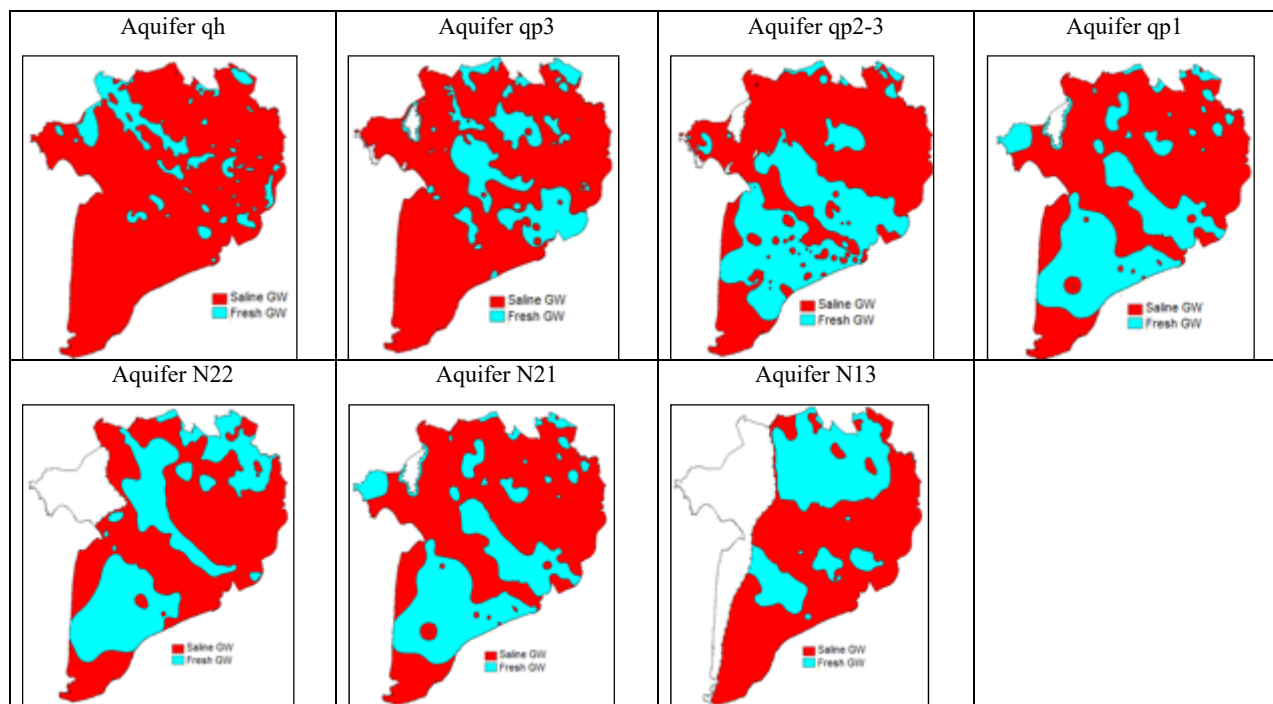 Aquifer qh
Aquifer qp3
Aquifer qp2-3
Aquifer qp1
Saline GW
Fresh GW
Saline GW
Fresh GW
Saline GW
Fresh GW
Saline GW
Fresh GW
Aquifer N22
Aquifer N21
Aquifer N13
Saline GW
Fresh GW
Saline GW
Fresh GW
Saline GW
Fresh GW